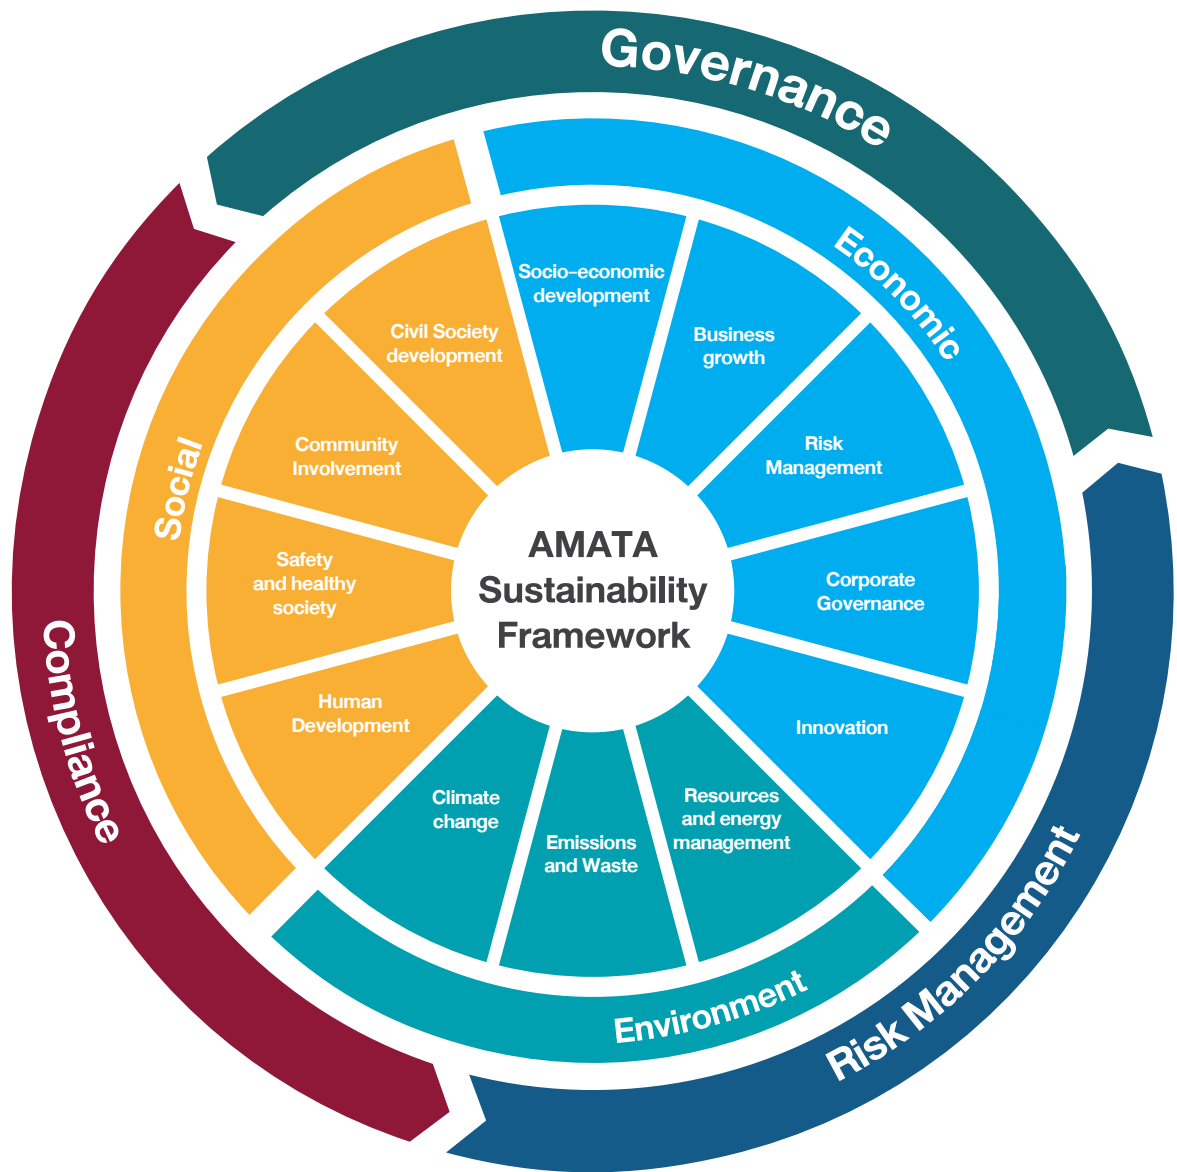 Governance
Economic
Socio-economic
development
Business
growth
Risk
Management
Corporate
Governance
Innovation
Resources
and energy
management
Emissions
and Waste
Climate
change
Human
Development
Safety
and healthy
society
Community
Involvement
Civil Society
development
Social
Environment
AMATA
Sustainability
Framework
Risk Management
Compliance